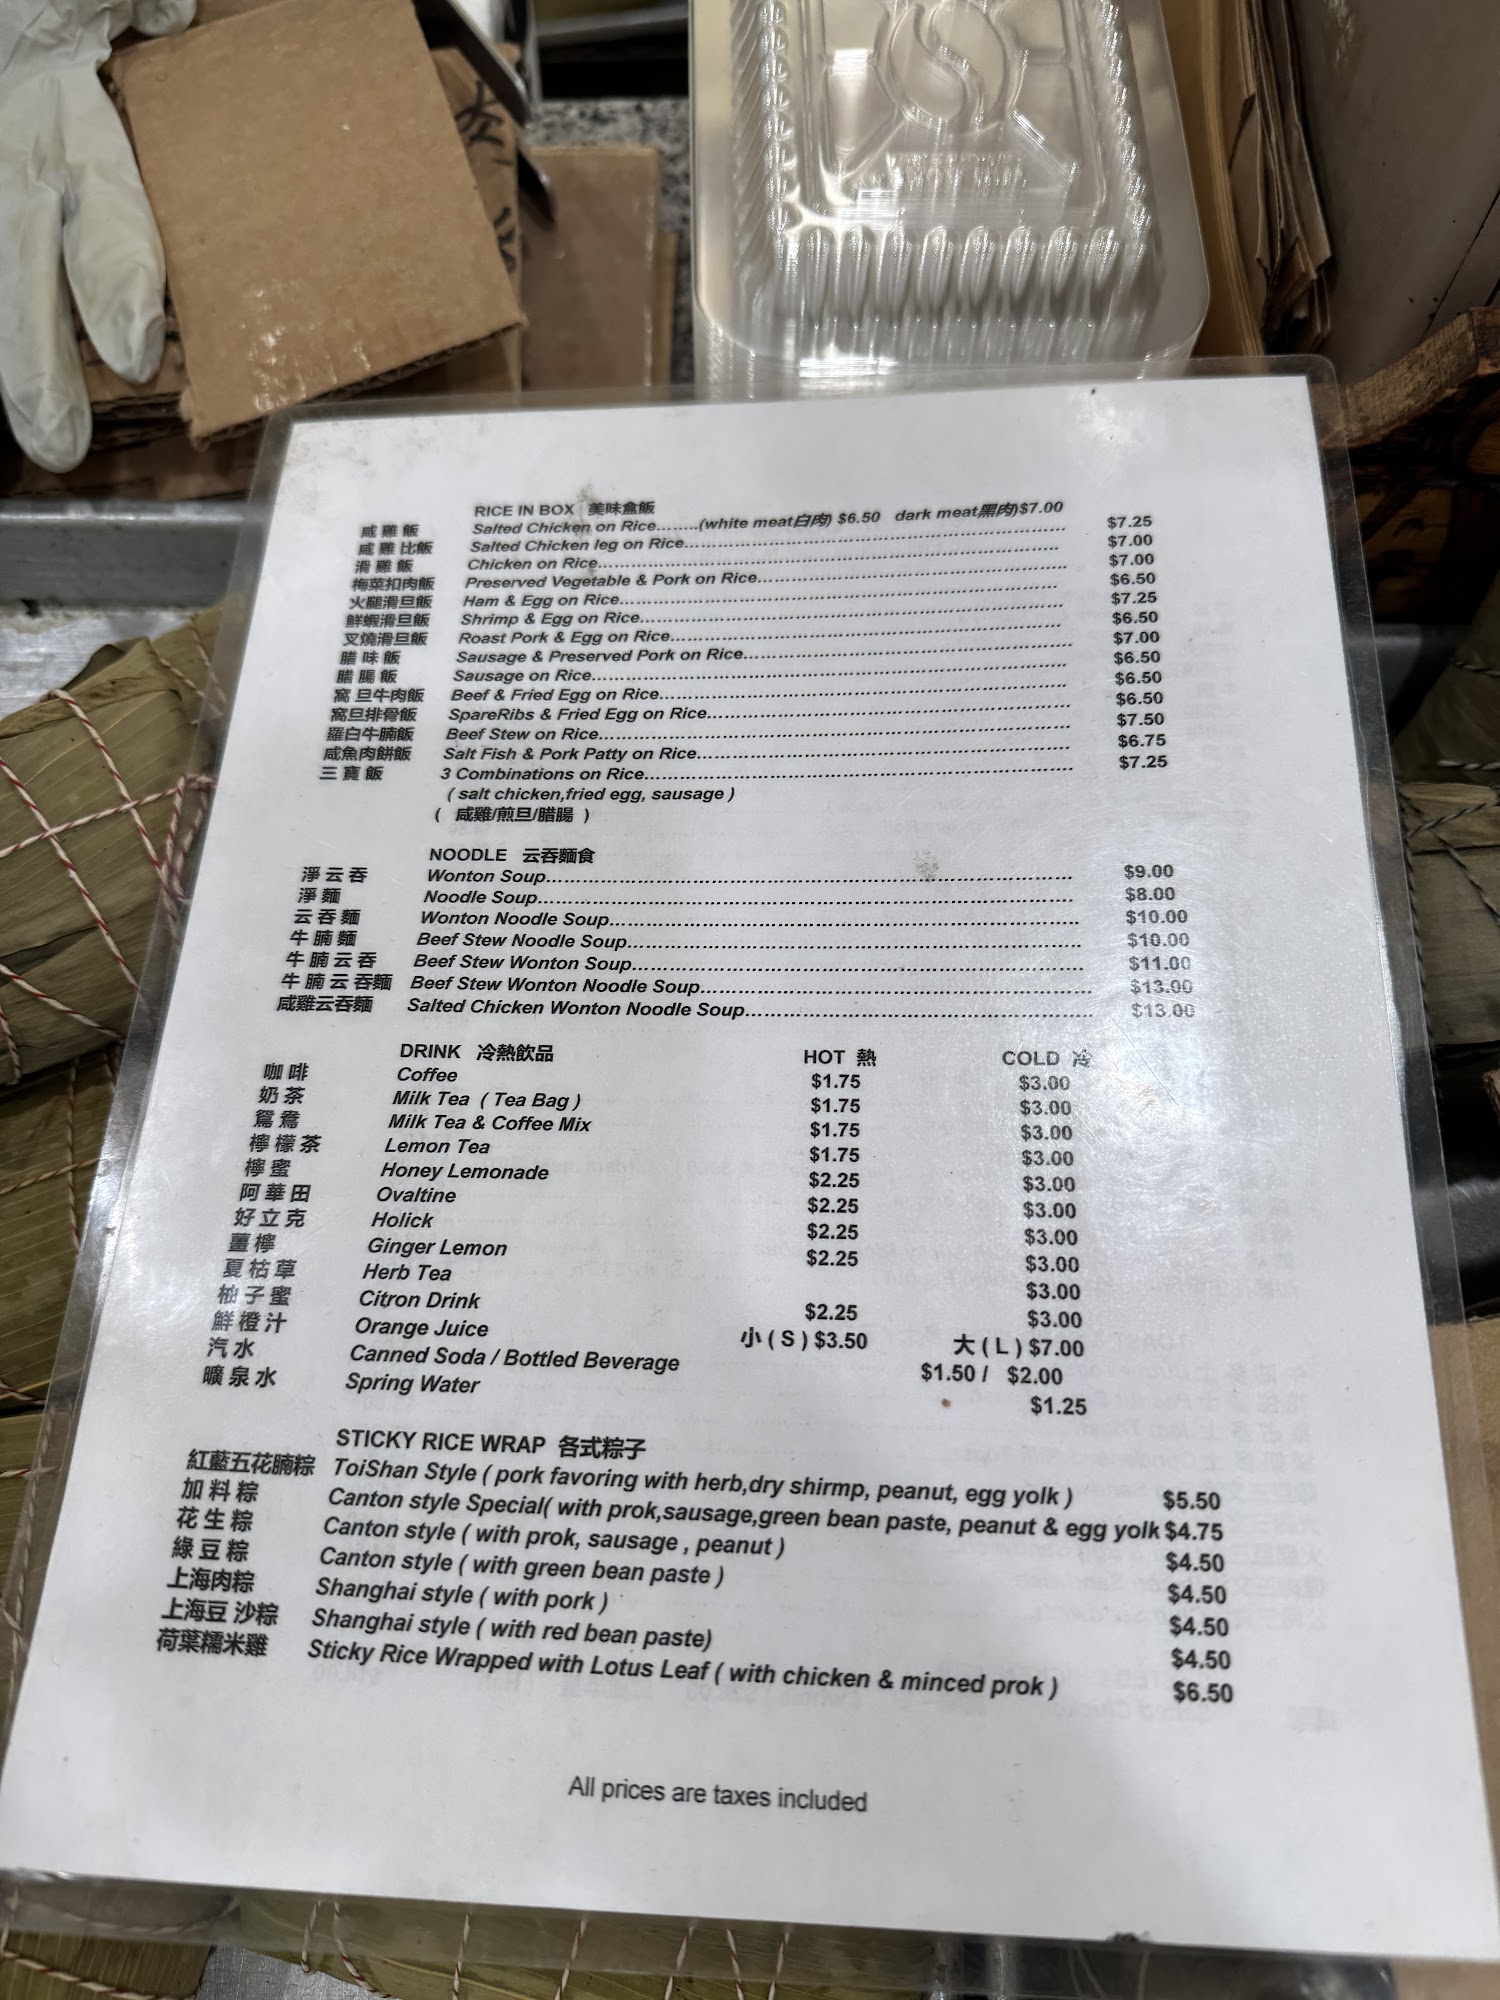 RICE IN BOX 美味盒飯
咸雞飯 Salted Chicken on Rice........(white meat白肉) $6.50 dark meat黑肉)$7.00
咸雞比飯 Salted Chicken leg on Rice........ $7.25
滑雞飯 Chicken on Rice........ $7.00
梅菜扣肉飯 Preserved Vegetable & Pork on Rice........ $7.00
火腿滑旦飯 Ham & Egg on Rice........ $6.50
鮮蝦滑旦飯 Shrimp & Egg on Rice........ $7.25
叉燒滑旦飯 Roast Pork & Egg on Rice........ $6.50
腊味飯 Sausage & Preserved Pork on Rice........ $7.00
腊腸飯 Sausage on Rice........ $6.50
窩旦牛肉飯 Beef & Fried Egg on Rice........ $6.50
窩旦排骨飯 SpareRibs & Fried Egg on Rice........ $6.50
羅白牛腩飯 Beef Stew on Rice........ $7.50
咸魚肉餅飯 Salt Fish & Pork Patty on Rice........ $6.75
三寶飯 3 Combinations on Rice........ $7.25
( salt chicken,fried egg, sausage )
( 咸雞/煎旦/腊腸 )
NOODLE 云吞麵食
淨云吞 Wonton Soup........ $9.00
淨麵 Noodle Soup........ $8.00
云吞麵 Wonton Noodle Soup........ $10.00
牛腩麵 Beef Stew Noodle Soup........ $10.00
牛腩云吞 Beef Stew Wonton Soup........ $11.00
牛腩云吞麵 Beef Stew Wonton Noodle Soup........ $13.00
咸雞云吞麵 Salted Chicken Wonton Noodle Soup........ $13.00
DRINK 冷熱飲品 HOT 熱 COLD 冷
咖啡 Coffee $1.75 $3.00
奶茶 Milk Tea ( Tea Bag ) $1.75 $3.00
鴛鴦 Milk Tea & Coffee Mix $1.75 $3.00
檸檬茶 Lemon Tea $1.75 $3.00
檸蜜 Honey Lemonade $2.25 $3.00
阿華田 Ovaltine $2.25 $3.00
好立克 Holick $2.25 $3.00
薑檸 Ginger Lemon $2.25 $3.00
夏枯草 Herb Tea $3.00
柚子蜜 Citron Drink $2.25 $3.00
鮮橙汁 Orange Juice 小 ( S ) $3.50 大 ( L ) $7.00
汽水 Canned Soda / Bottled Beverage $1.50 / $2.00
曠泉水 Spring Water $1.25
STICKY RICE WRAP 各式粽子
紅藍五花腩粽 ToiShan Style ( pork favoring with herb,dry shirmp, peanut, egg yolk ) $5.50
加料粽 Canton style Special( with prok,sausage,green bean paste, peanut & egg yolk $4.75
花生粽 Canton style ( with prok, sausage , peanut ) $4.50
綠豆粽 Canton style ( with green bean paste ) $4.50
上海肉粽 Shanghai style ( with pork ) $4.50
上海豆沙粽 Shanghai style ( with red bean paste) $4.50
荷葉糯米雞 Sticky Rice Wrapped with Lotus Leaf ( with chicken & minced prok ) $6.50
All prices are taxes included